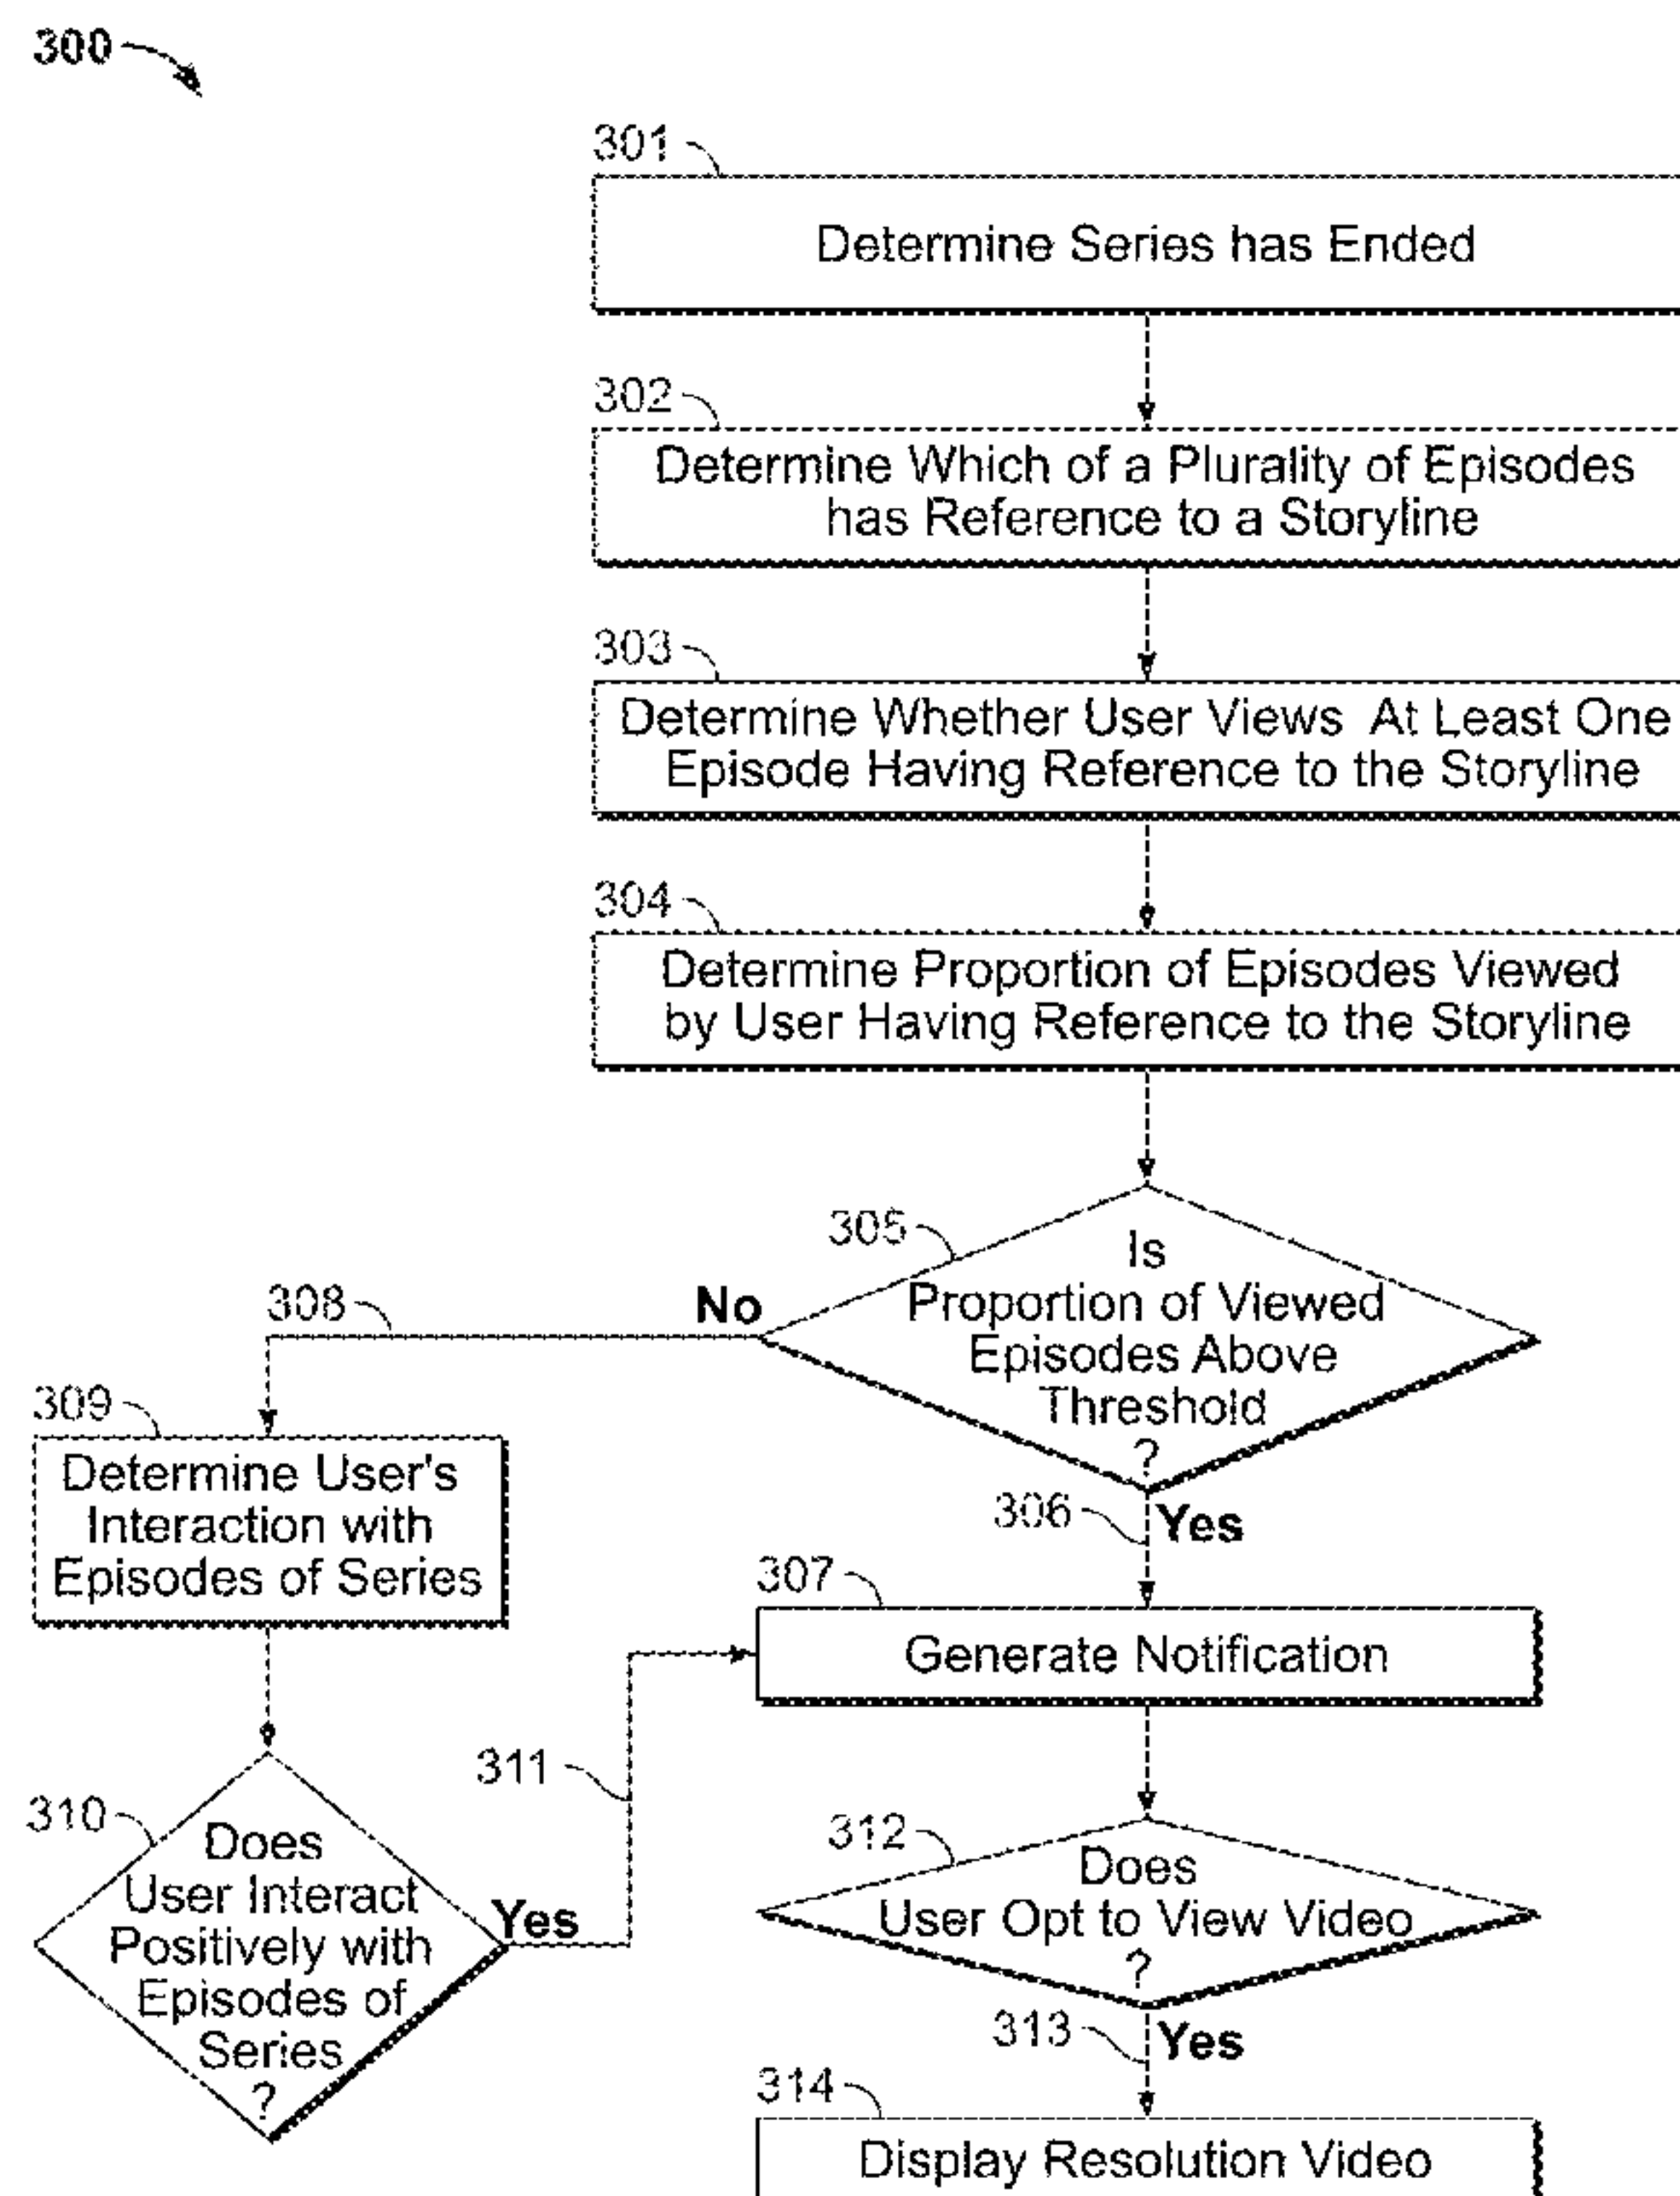 300
301
Determine Series has Ended
302
Determine Which of a Plurality of Episodes
has Reference to a Storyline
303
Determine Whether User Views At Least One
Episode Having Reference to the Storyline
304
Determine Proportion of Episodes Viewed
by User Having Reference to the Storyline
305
Is
Proportion of Viewed
Episodes Above
Threshold
?
No
308
306
Yes
309
Determine User's
Interaction with
Episodes of Series
307
Generate Notification
311
310
Does
User Interact
Positively with
Episodes of
Series
?
Yes
312
Does
User Opt to View Video
?
313
Yes
314
Display Resolution Video